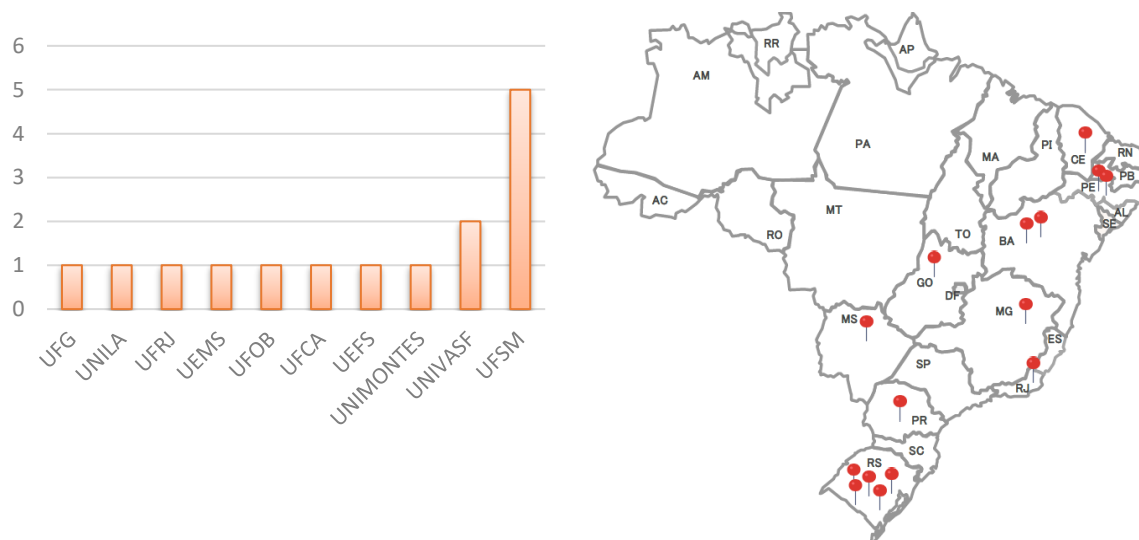 6
5
4
3
2
1
0
UFG
UNILA
UFRJ
UEMS
UFOB
UFCA
UEFS
UNIMONTES
UNIVASF
UFSM
RR
AP
AM
PA
MA
PI
CE
RN
PB
PE
AL
SE
AC
RO
MT
TO
BA
GO
DF
MS
MG
ES
SP
RJ
PR
SC
RS